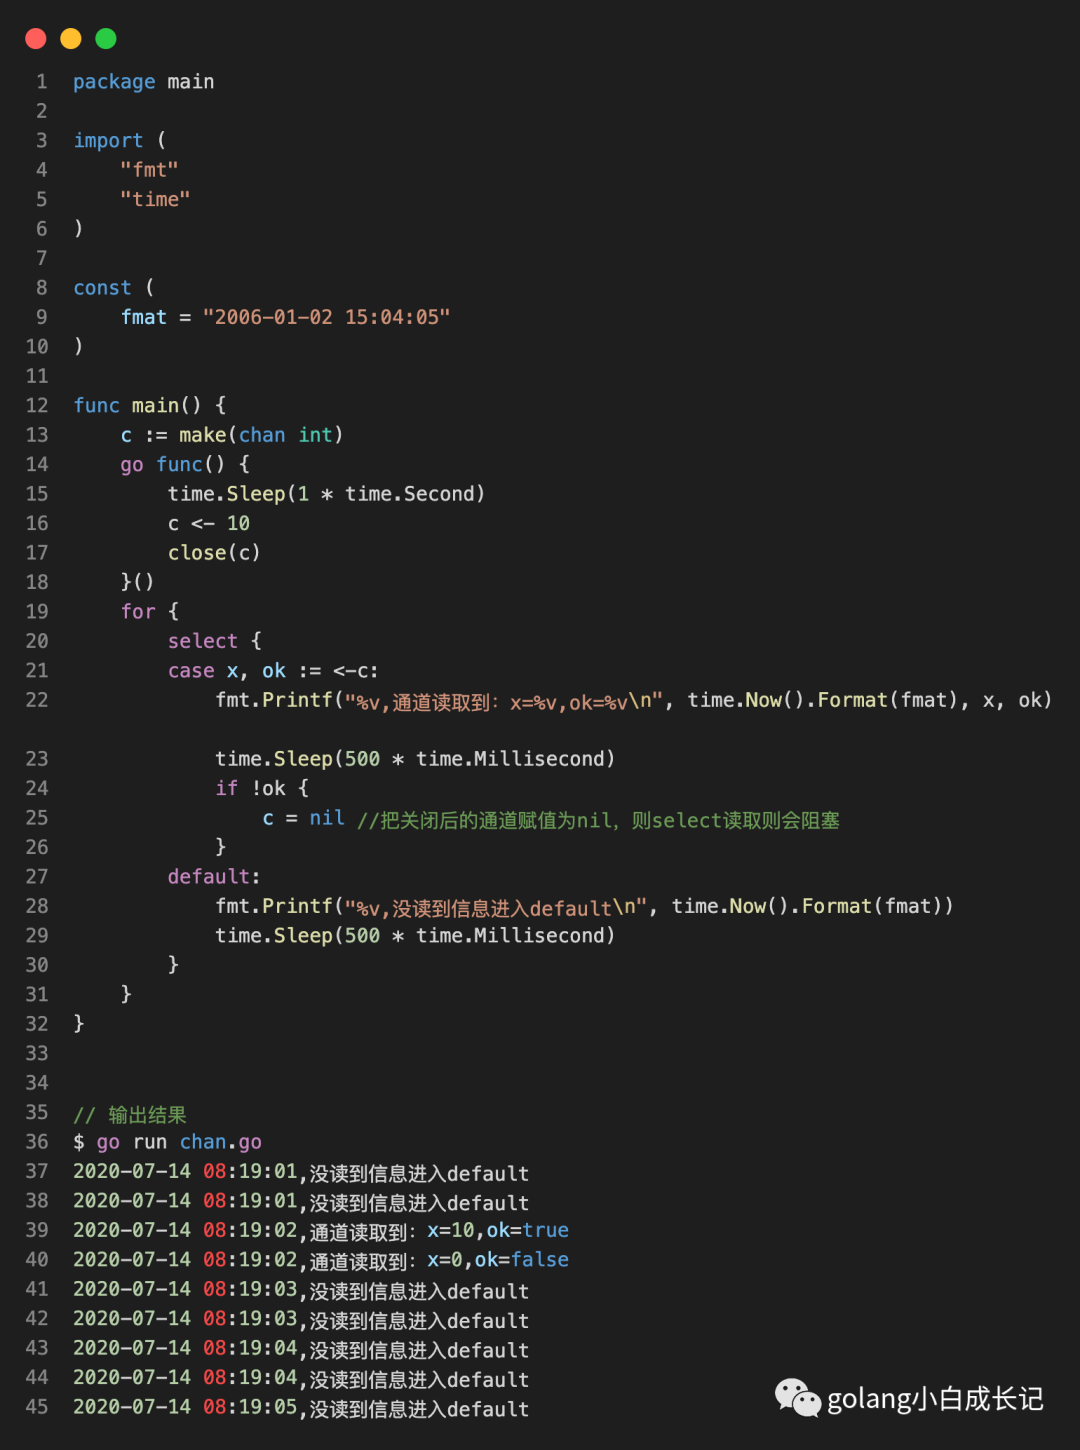 1 package main
2
3 import (
4     "fmt"
5     "time"
6 )
7
8 const (
9     fmat = "2006-01-02 15:04:05"
10 )
11
12 func main() {
13     c := make(chan int)
14     go func() {
15         time.Sleep(1 * time.Second)
16         c <- 10
17         close(c)
18     }()
19     for {
20         select {
21         case x, ok := <-c:
22             fmt.Printf("%v,通道读取到：x=%v,ok=%v\n", time.Now().Format(fmat), x, ok)
23             time.Sleep(500 * time.Millisecond)
24             if !ok {
25                 c = nil //把关闭后的通道赋值为nil，则select读取则会阻塞
26             }
27         default:
28             fmt.Printf("%v,没读到信息进入default\n", time.Now().Format(fmat))
29             time.Sleep(500 * time.Millisecond)
30         }
31     }
32 }
33
34
35 // 输出结果
36 $ go run chan.go
37 2020-07-14 08:19:01,没读到信息进入default
38 2020-07-14 08:19:01,没读到信息进入default
39 2020-07-14 08:19:02,通道读取到：x=10,ok=true
40 2020-07-14 08:19:02,通道读取到：x=0,ok=false
41 2020-07-14 08:19:03,没读到信息进入default
42 2020-07-14 08:19:03,没读到信息进入default
43 2020-07-14 08:19:04,没读到信息进入default
44 2020-07-14 08:19:04,没读到信息进入default
45 2020-07-14 08:19:05,没读到信息进入default
golang小白成长记